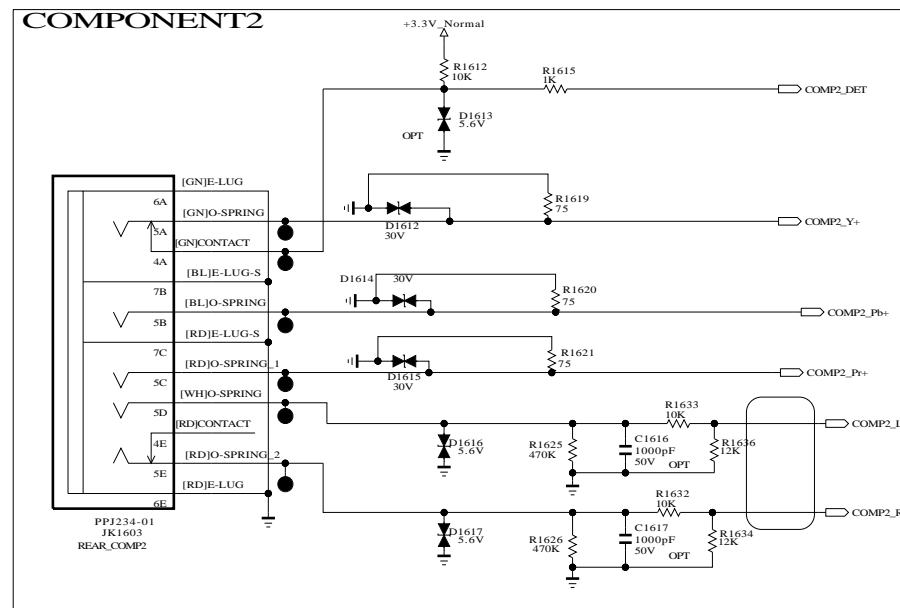 COMPONENT2
+3.3V_Normal
R1612
10K
R1615
1K
COMP2_DET
D1613
5.6V
OPT
[GN]E-LUG
6A
[GN]O-SPRING
5A
[GN]CONTACT
4A
[BL]E-LUG-S
7B
[BL]O-SPRING
5B
[RD]E-LUG-S
7C
[RD]O-SPRING_1
5C
[WH]O-SPRING
5D
[RD]CONTACT
4E
[RD]O-SPRING_2
5E
[RD]E-LUG
6E
PPJ234-01
JK1603
REAR_COMP2
R1619
75
D1612
30V
COMP2_Y+
D1614
30V
R1620
75
COMP2_Pb+
R1621
75
D1615
30V
COMP2_Pr+
D1616
5.6V
R1625
470K
C1616
1000pF
50V
OPT
R1633
10K
R1636
12K
COMP2_L
D1617
5.6V
R1626
470K
C1617
1000pF
50V
OPT
R1632
10K
R1634
12K
COMP2_R